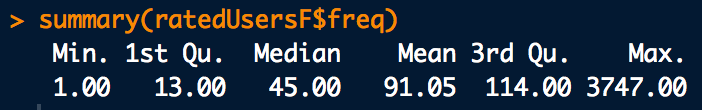 > summary(ratedUsersF$freq)
Min. 1st Qu. Median Mean 3rd Qu. Max.
1.00 13.00 45.00 91.05 114.00 3747.00